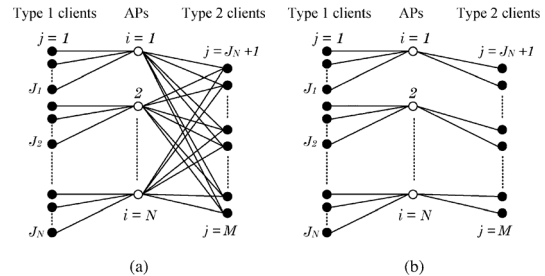 Type 1 clients APs Type 2 clients
j = 1 i = 1
j = J_N +1
J_1
2
J_2
J_N
i = N
j = M
(a)
Type 1 clients APs Type 2 clients
j = 1 i = 1
j = J_N +1
J_1
2
J_2
J_N
i = N
j = M
(b)